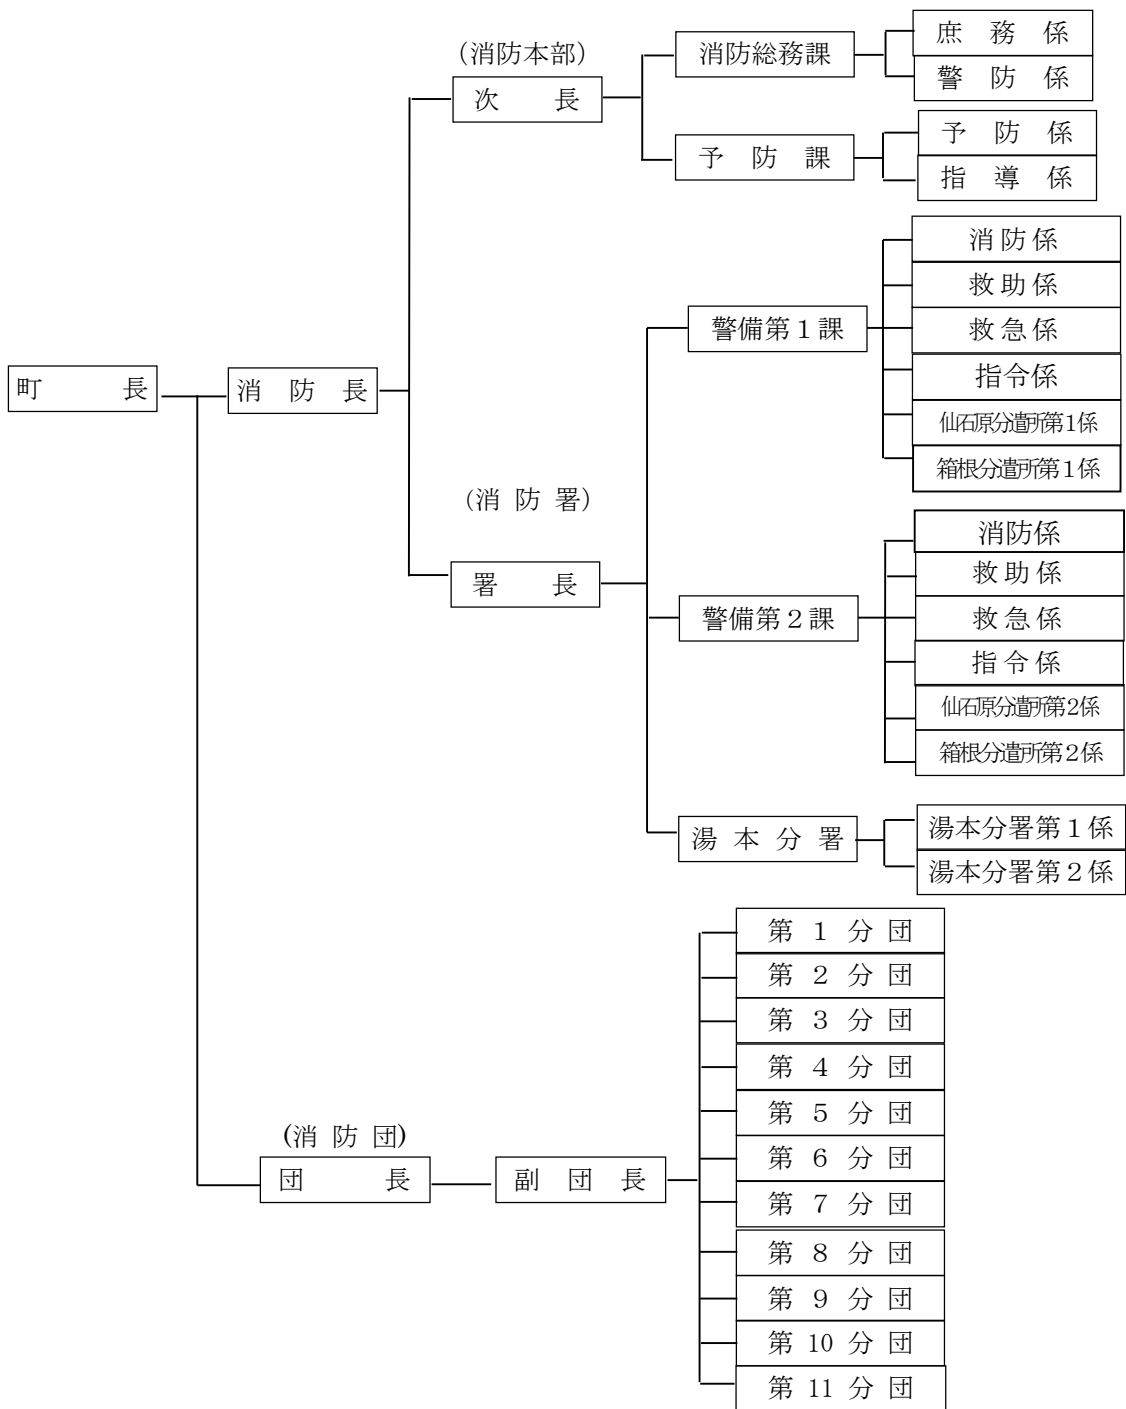 町長
消防長
(消防本部)
次長
消防総務課
庶務係
警防係
予防課
予防係
指導係
(消防署)
署長
警備第１課
消防係
救助係
救急係
指令係
仙石原分遣所第1係
箱根分遣所第１係
警備第２課
消防係
救助係
救急係
指令係
仙石原分遣所第2係
箱根分遣所第２係
湯本分署
湯本分署第１係
湯本分署第２係
(消防団)
団長
副団長
第１分団
第２分団
第３分団
第４分団
第５分団
第６分団
第７分団
第８分団
第９分団
第10分団
第11分団